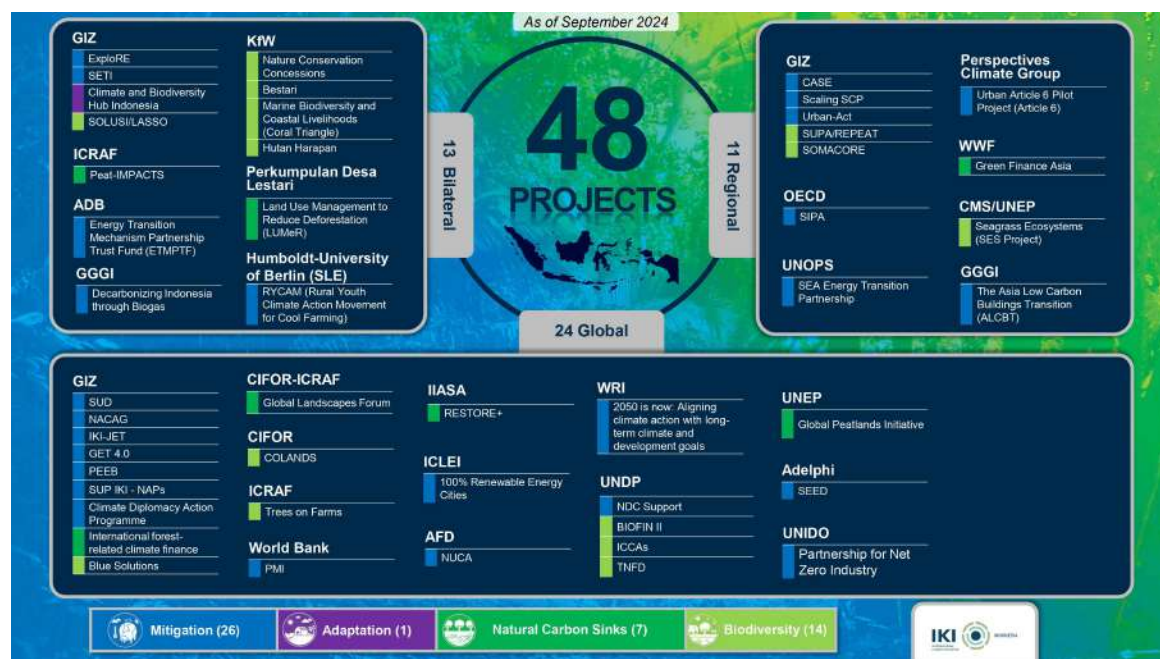 As of September 2024
GIZ
ExploRE
SETI
Climate and Biodiversity
Hub Indonesia
SOLUSI/LASSO
ICRAF
Peat-IMPACTS
ADB
Energy Transition
Mechanism Partnership
Trust Fund (ETMPTF)
GGGI
Decarbonizing Indonesia
through Biogas
KfW
Nature Conservation
Concessions
Bestari
Marine Biodiversity and
Coastal Livelihoods
(Coral Triangle)
Hutan Harapan
Perkumpulan Desa
Lestari
Land Use Management to
Reduce Deforestation
(LUMeR)
Humboldt-University
of Berlin (SLE)
RYCAM (Rural Youth
Climate Action Movement
for Cool Farming)
13 Bilateral
48
PROJECTS
11 Regional
24 Global
GIZ
CASE
Scaling SCP
Urban-Act
SUPA/REPEAT
SOMACORE
OECD
SIPA
UNOPS
SEA Energy Transition
Partnership
Perspectives
Climate Group
Urban Article 6 Pilot
Project (Article 6)
WWF
Green Finance Asia
CMS/UNEP
Seagrass Ecosystems
(SES Project)
GGGI
The Asia Low Carbon
Buildings Transition
(ALCBT)
GIZ
SUD
NACAG
IKI-JET
GET 4.0
PEEB
SUP IKI - NAPs
Climate Diplomacy Action
Programme
International forest-
related climate finance
Blue Solutions
CIFOR-ICRAF
Global Landscapes Forum
CIFOR
COLANDS
ICRAF
Trees on Farms
World Bank
PMI
IIASA
RESTORE+
ICLEI
100% Renewable Energy
Cities
AFD
NUCA
WRI
2050 is now: Aligning
climate action with long-
term climate and
development goals
UNDP
NDC Support
BIOFIN II
ICCAs
TNFD
UNEP
Global Peatlands Initiative
Adelphi
SEED
UNIDO
Partnership for Net
Zero Industry
Mitigation (26)
Adaptation (1)
Natural Carbon Sinks (7)
Biodiversity (14)
IKI